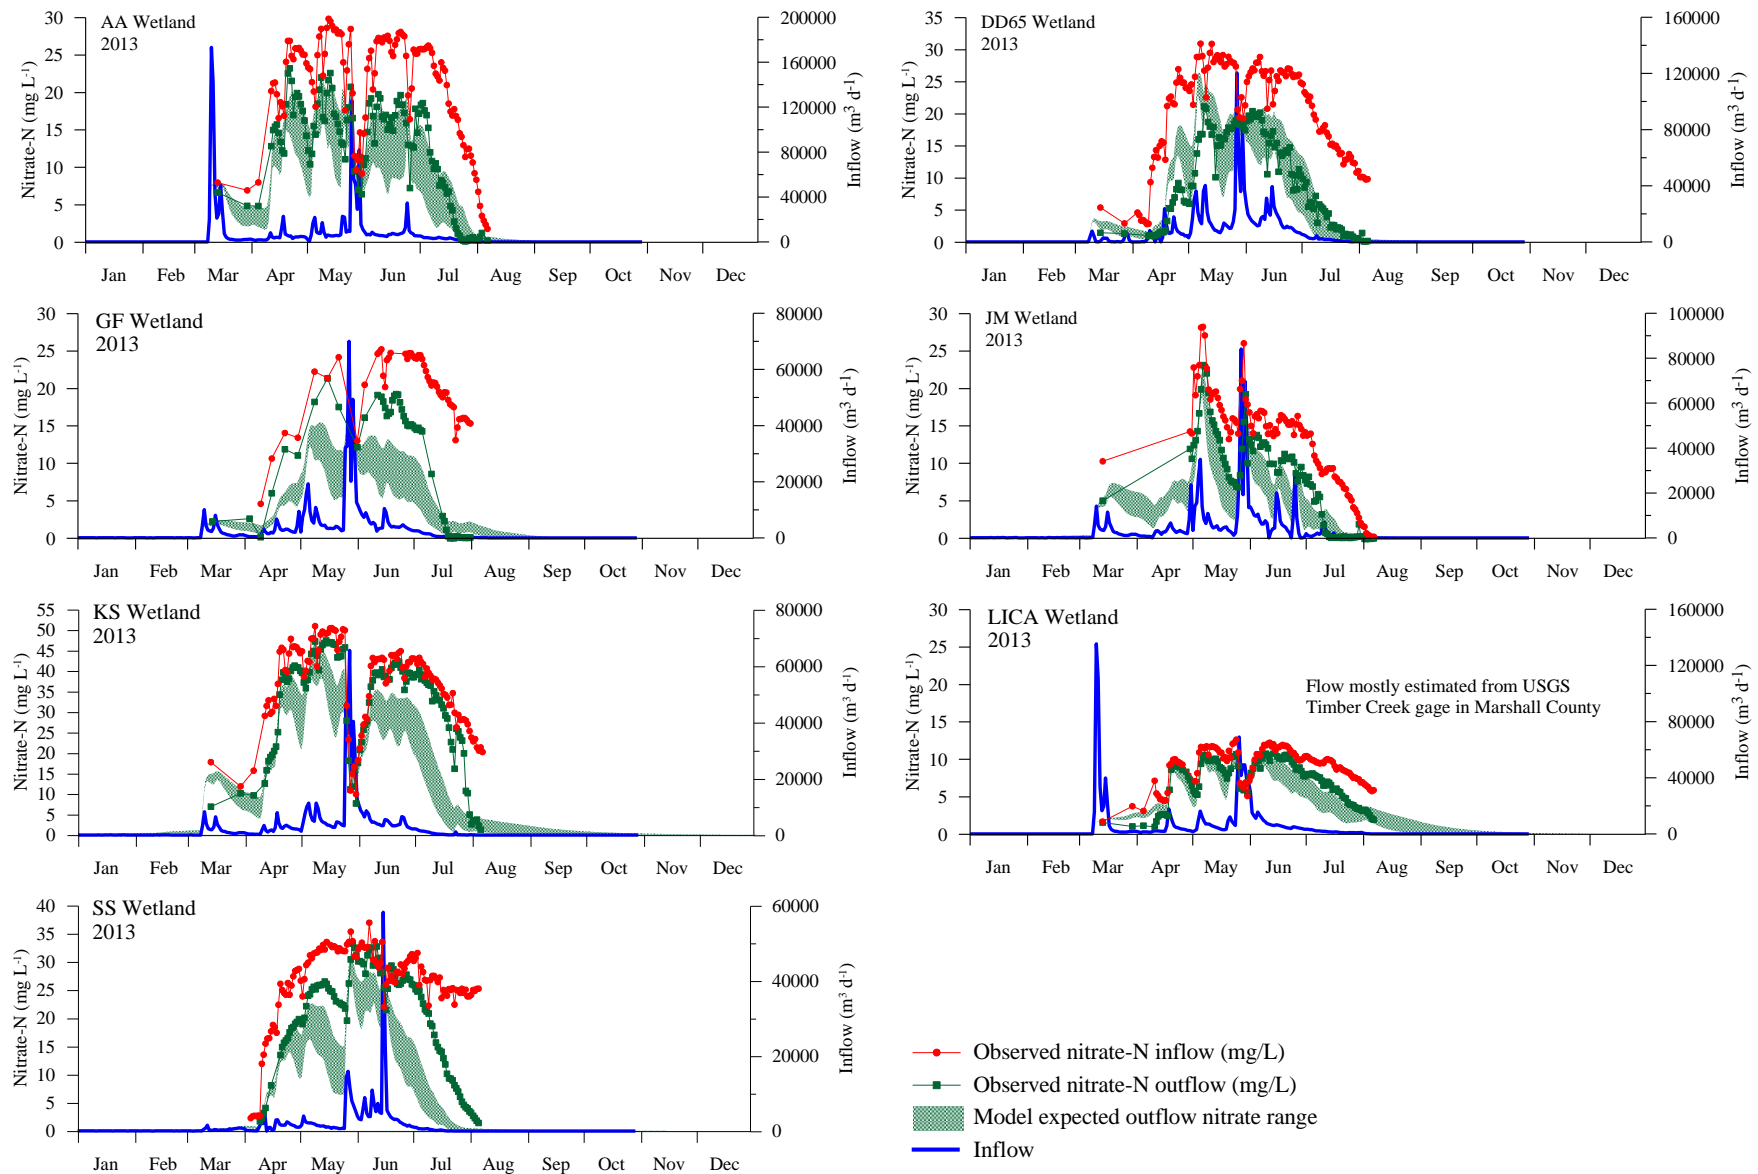 AA Wetland
2013
Nitrate-N (mg L-1)
30
25
20
15
10
5
0
200000
160000
120000
80000
40000
0
Inflow (m3 d-1)
Jan Feb Mar Apr May Jun Jul Aug Sep Oct Nov Dec
DD65 Wetland
2013
Nitrate-N (mg L-1)
35
30
25
20
15
10
5
0
160000
120000
80000
40000
0
Inflow (m3 d-1)
Jan Feb Mar Apr May Jun Jul Aug Sep Oct Nov Dec
GF Wetland
2013
Nitrate-N (mg L-1)
30
25
20
15
10
5
0
80000
60000
40000
20000
0
Inflow (m3 d-1)
Jan Feb Mar Apr May Jun Jul Aug Sep Oct Nov Dec
JM Wetland
2013
Nitrate-N (mg L-1)
30
25
20
15
10
5
0
100000
80000
60000
40000
20000
0
Inflow (m3 d-1)
Jan Feb Mar Apr May Jun Jul Aug Sep Oct Nov Dec
KS Wetland
2013
Nitrate-N (mg L-1)
55
50
45
40
35
30
25
20
15
10
5
0
80000
60000
40000
20000
0
Inflow (m3 d-1)
Jan Feb Mar Apr May Jun Jul Aug Sep Oct Nov Dec
LICA Wetland
2013
Flow mostly estimated from USGS
Timber Creek gage in Marshall County
Nitrate-N (mg L-1)
30
25
20
15
10
5
0
160000
120000
80000
40000
0
Inflow (m3 d-1)
Jan Feb Mar Apr May Jun Jul Aug Sep Oct Nov Dec
SS Wetland
2013
Nitrate-N (mg L-1)
40
35
30
25
20
15
10
5
0
60000
40000
20000
0
Inflow (m3 d-1)
Jan Feb Mar Apr May Jun Jul Aug Sep Oct Nov Dec
Observed nitrate-N inflow (mg/L)
Observed nitrate-N outflow (mg/L)
Model expected outflow nitrate range
Inflow